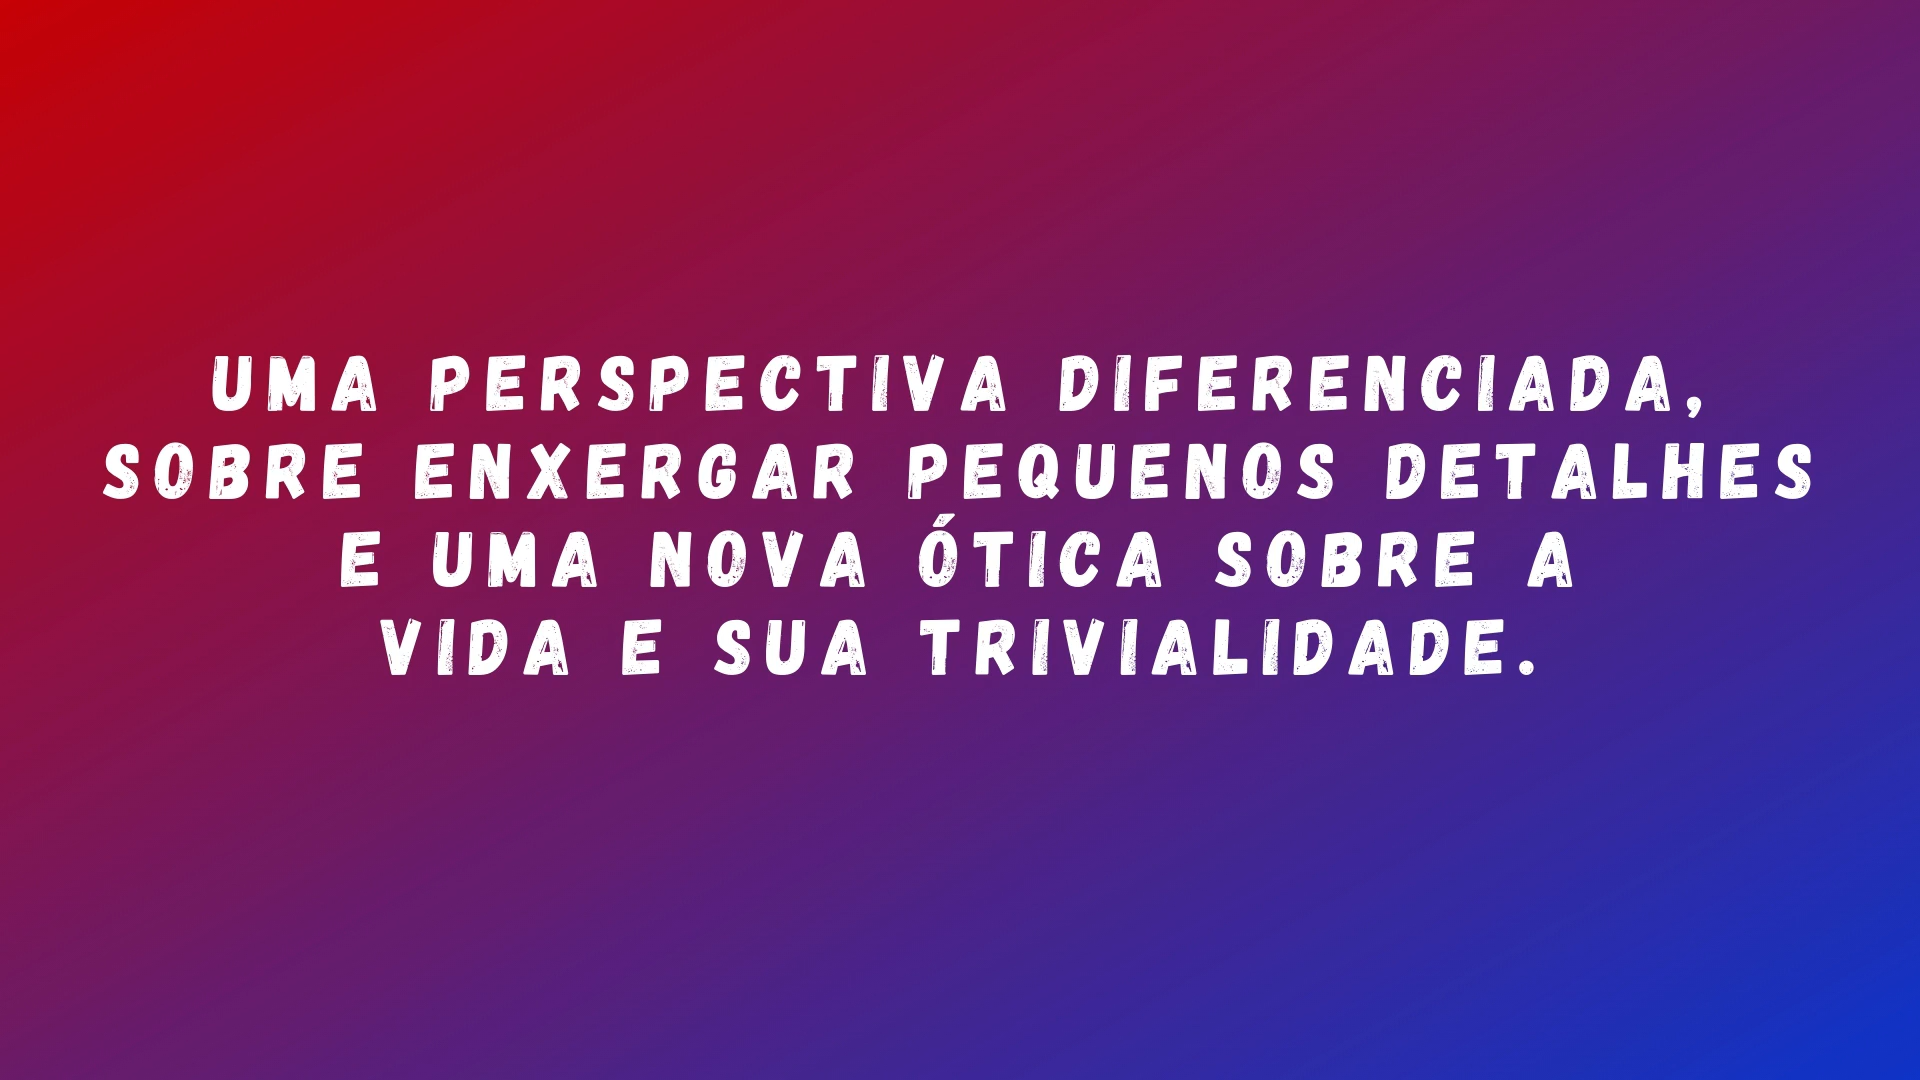 UMA PERSPECTIVA DIFERENCIADA,
SOBRE ENXERGAR PEQUENOS DETALHES
E UMA NOVA ÓTICA SOBRE A
VIDA E SUA TRIVIALIDADE.